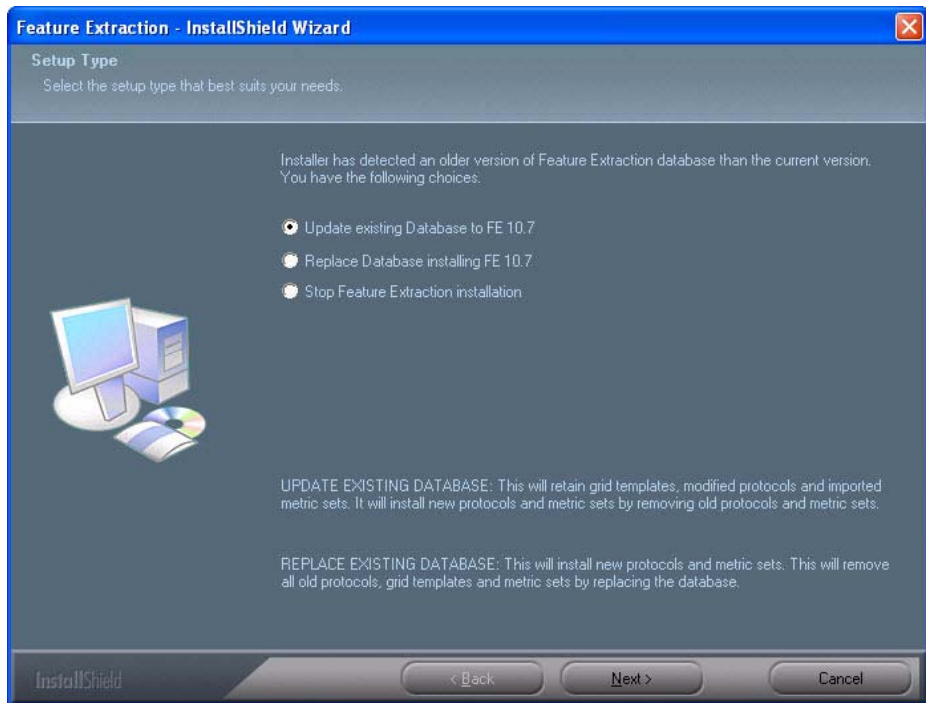 Feature Extraction - InstallShield Wizard
Setup Type
Select the setup type that best suits your needs.
Installer has detected an older version of Feature Extraction database than the current version.
You have the following choices.
Update existing Database to FE 10.7
Replace Database installing FE 10.7
Stop Feature Extraction installation
UPDATE EXISTING DATABASE: This will retain grid templates, modified protocols and imported
metric sets. It will install new protocols and metric sets by removing old protocols and metric sets.
REPLACE EXISTING DATABASE: This will install new protocols and metric sets. This will remove
all old protocols, grid templates and metric sets by replacing the database.
InstallShield
< Back
Next >
Cancel